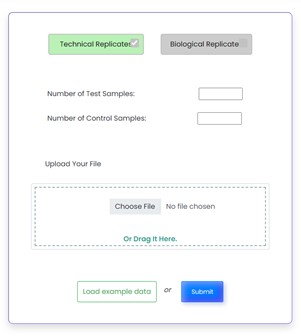 Technical Replicates
Biological Replicate
Number of Test Samples:
Number of Control Samples:
Upload Your File
Choose File No file chosen
Or Drag It Here.
Load example data or Submit